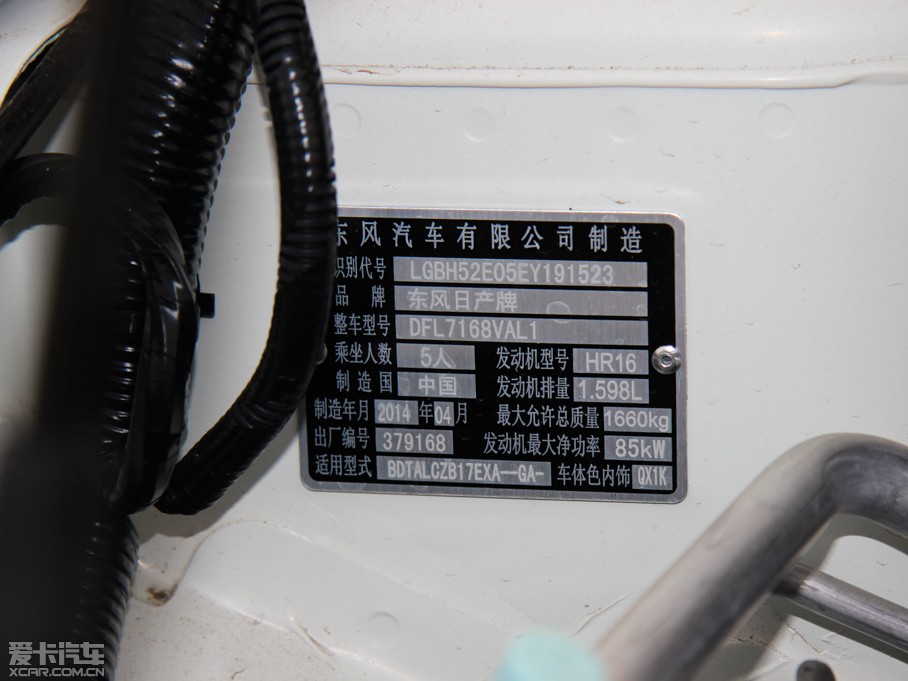 东风汽车有限公司制造
识别代号 LGBH52E05EY191523
品牌 东风日产牌
整车型号 DFL7168VAL1
乘坐人数 5人 发动机型号 HR16
制造国 中国 发动机排量 1.598L
制造年月 2014 年 04 月 最大允许总质量 1660kg
出厂编号 379168 发动机最大净功率 85kW
适用型式 BDTALCZB17EXA—GA- 车体色内饰 QX1K
爱卡汽车
XCAR.COM.CN